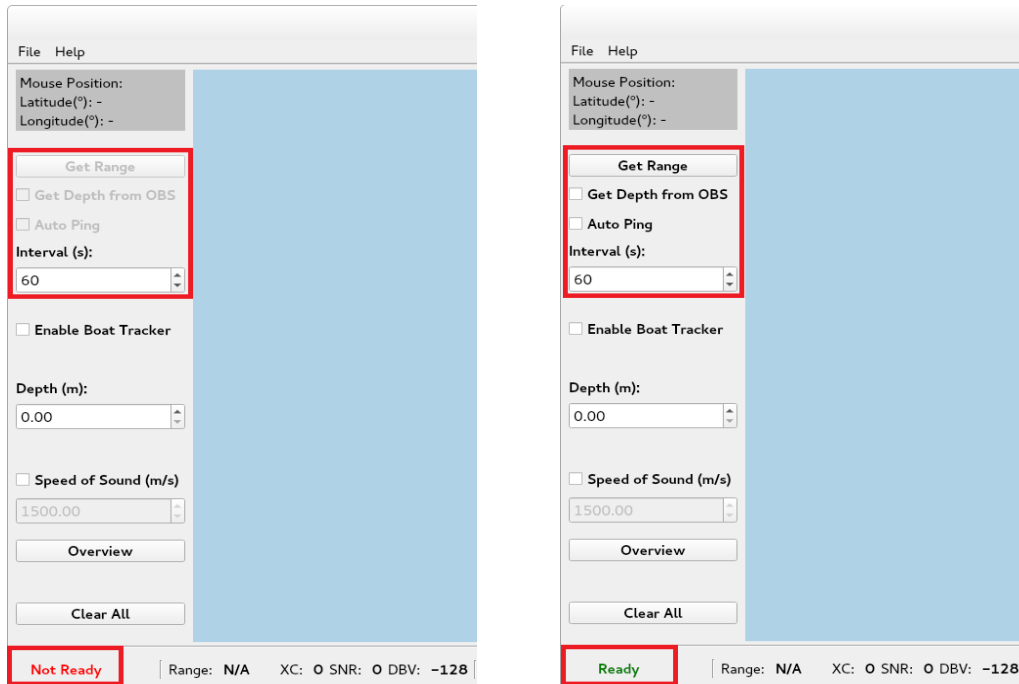 File Help
Mouse Position:
Latitude(°): -
Longitude(°): -
Get Range
Get Depth from OBS
Auto Ping
Interval (s):
60
Enable Boat Tracker
Depth (m):
0.00
Speed of Sound (m/s)
1500.00
Overview
Clear All
Not Ready Range: N/A XC: 0 SNR: 0 DBV: -128
File Help
Mouse Position:
Latitude(°): -
Longitude(°): -
Get Range
Get Depth from OBS
Auto Ping
Interval (s):
60
Enable Boat Tracker
Depth (m):
0.00
Speed of Sound (m/s)
1500.00
Overview
Clear All
Ready Range: N/A XC: 0 SNR: 0 DBV: -128